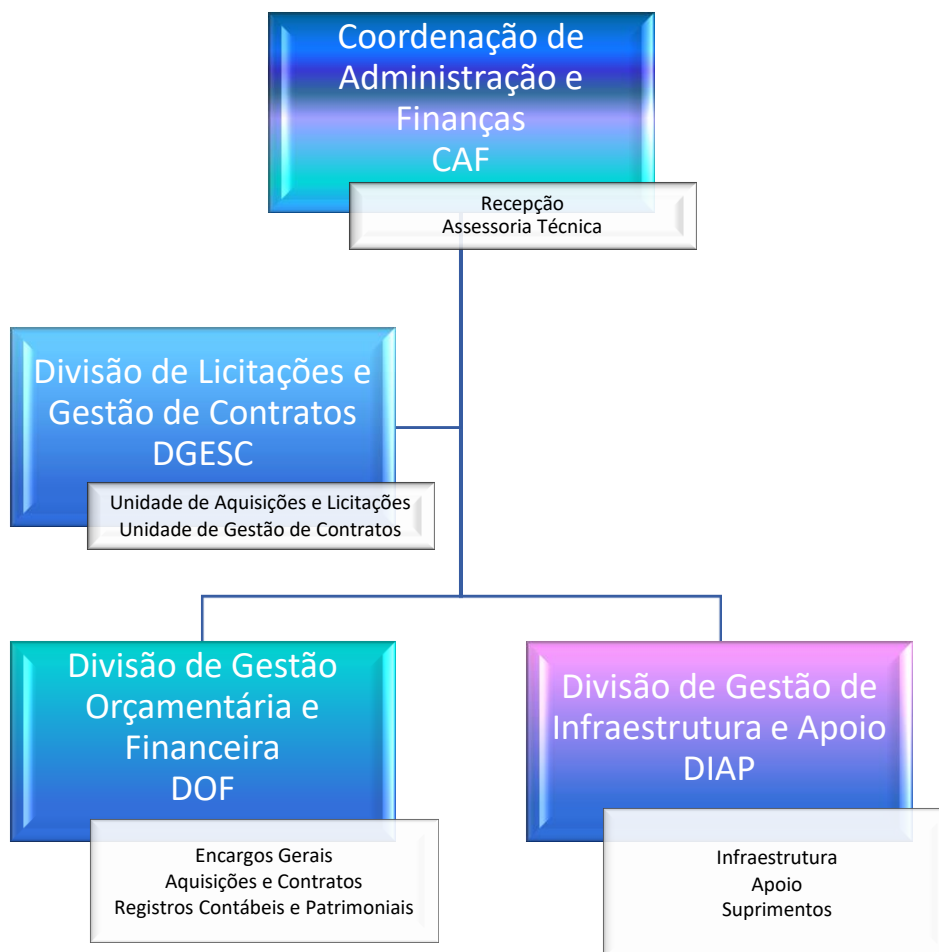 Coordenação de
Administração e
Finanças
CAF
Recepção
Assessoria Técnica
Divisão de Licitações e
Gestão de Contratos
DGESC
Unidade de Aquisições e Licitações
Unidade de Gestão de Contratos
Divisão de Gestão
Orçamentária e
Financeira
DOF
Encargos Gerais
Aquisições e Contratos
Registros Contábeis e Patrimoniais
Divisão de Gestão de
Infraestrutura e Apoio
DIAP
Infraestrutura
Apoio
Suprimentos